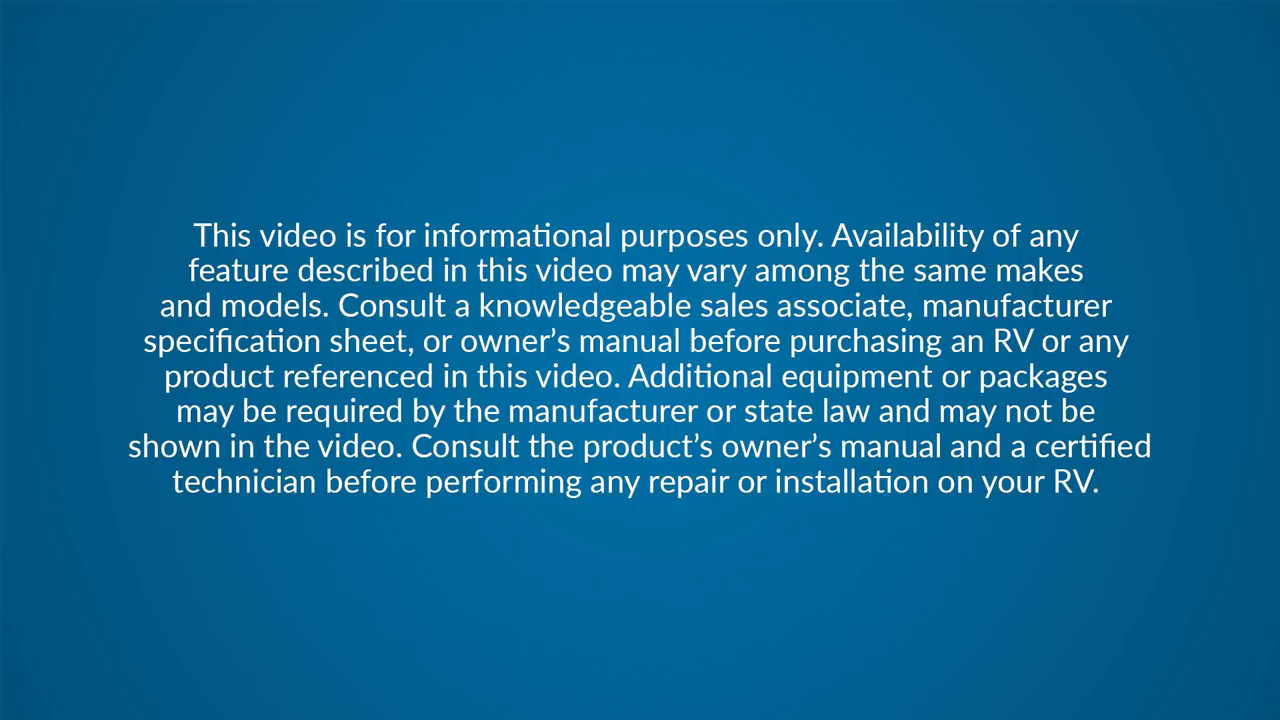 This video is for informational purposes only. Availability of any
feature described in this video may vary among the same makes
and models. Consult a knowledgeable sales associate, manufacturer
specification sheet, or owner’s manual before purchasing an RV or any
product referenced in this video. Additional equipment or packages
may be required by the manufacturer or state law and may not be
shown in the video. Consult the product’s owner’s manual and a certified
technician before performing any repair or installation on your RV.